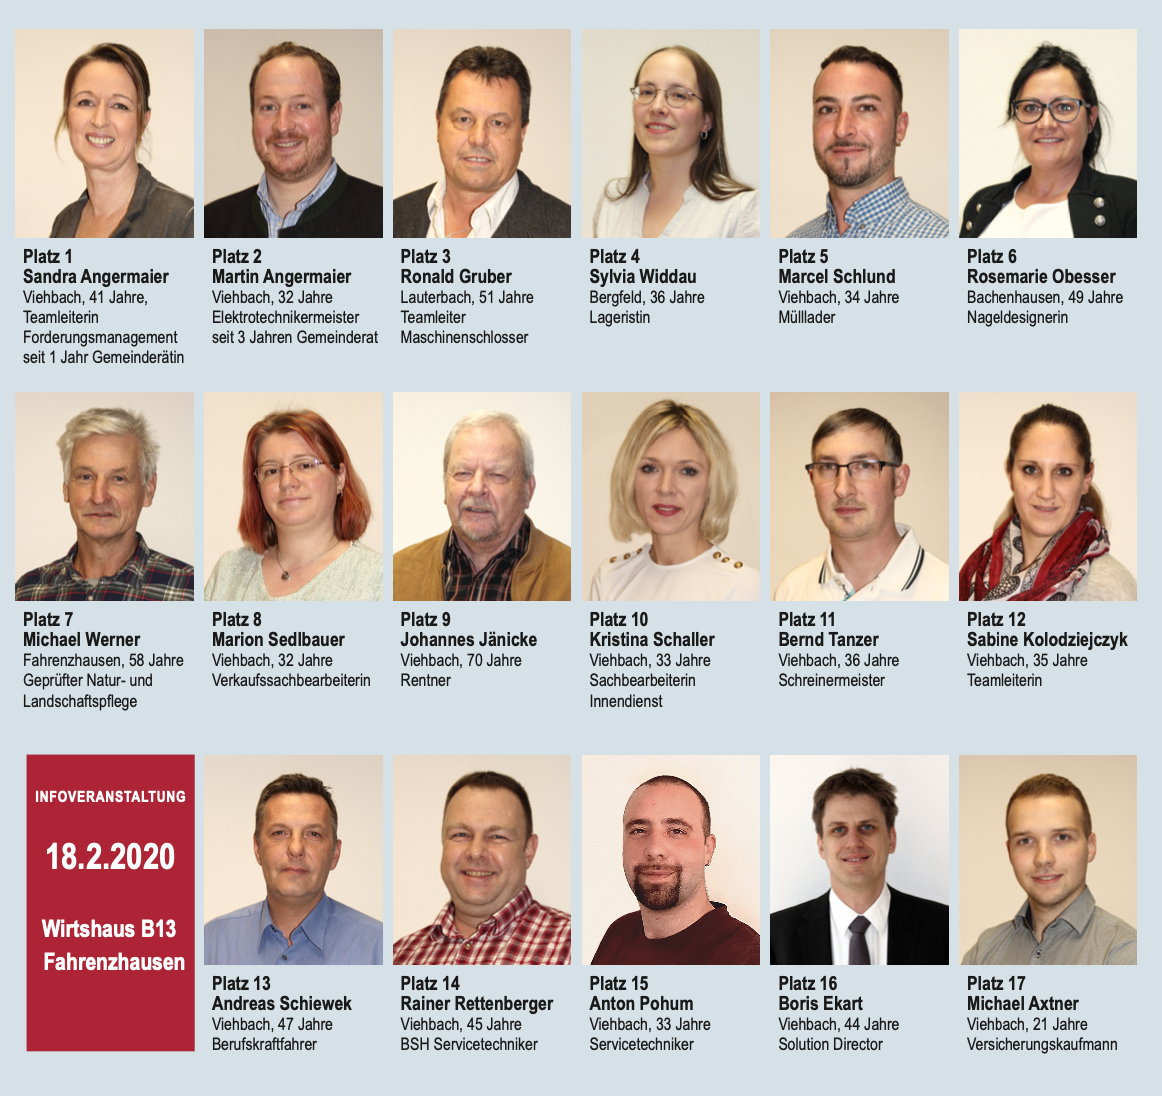 Platz 1
Sandra Angermaier
Viehbach, 41 Jahre,
Teamleiterin
Forderungsmanagement
seit 1 Jahr Gemeinderätin
Platz 2
Martin Angermaier
Viehbach, 32 Jahre
Elektrotechnikermeister
seit 3 Jahren Gemeinderat
Platz 3
Ronald Gruber
Lauterbach, 51 Jahre
Teamleiter
Maschinenschlosser
Platz 4
Sylvia Widdau
Bergfeld, 36 Jahre
Lageristin
Platz 5
Marcel Schlund
Viehbach, 34 Jahre
Mülllader
Platz 6
Rosemarie Obesser
Bachenhausen, 49 Jahre
Nageldesignerin
Platz 7
Michael Werner
Fahrenzhausen, 58 Jahre
Geprüfter Natur- und
Landschaftspflege
Platz 8
Marion Sedlbauer
Viehbach, 32 Jahre
Verkaufssachbearbeiterin
Platz 9
Johannes Jänicke
Viehbach, 70 Jahre
Rentner
Platz 10
Kristina Schaller
Viehbach, 33 Jahre
Sachbearbeiterin
Innendienst
Platz 11
Bernd Tanzer
Viehbach, 36 Jahre
Schreinermeister
Platz 12
Sabine Kolodziejczyk
Viehbach, 35 Jahre
Teamleiterin
INFOVERANSTALTUNG
18.2.2020
Wirtshaus B13
Fahrenzhausen
Platz 13
Andreas Schiewek
Viehbach, 47 Jahre
Berufskraftfahrer
Platz 14
Rainer Rettenberger
Viehbach, 45 Jahre
BSH Servicetechniker
Platz 15
Anton Pohum
Viehbach, 33 Jahre
Servicetechniker
Platz 16
Boris Ekart
Viehbach, 44 Jahre
Solution Director
Platz 17
Michael Axtner
Viehbach, 21 Jahre
Versicherungskaufmann